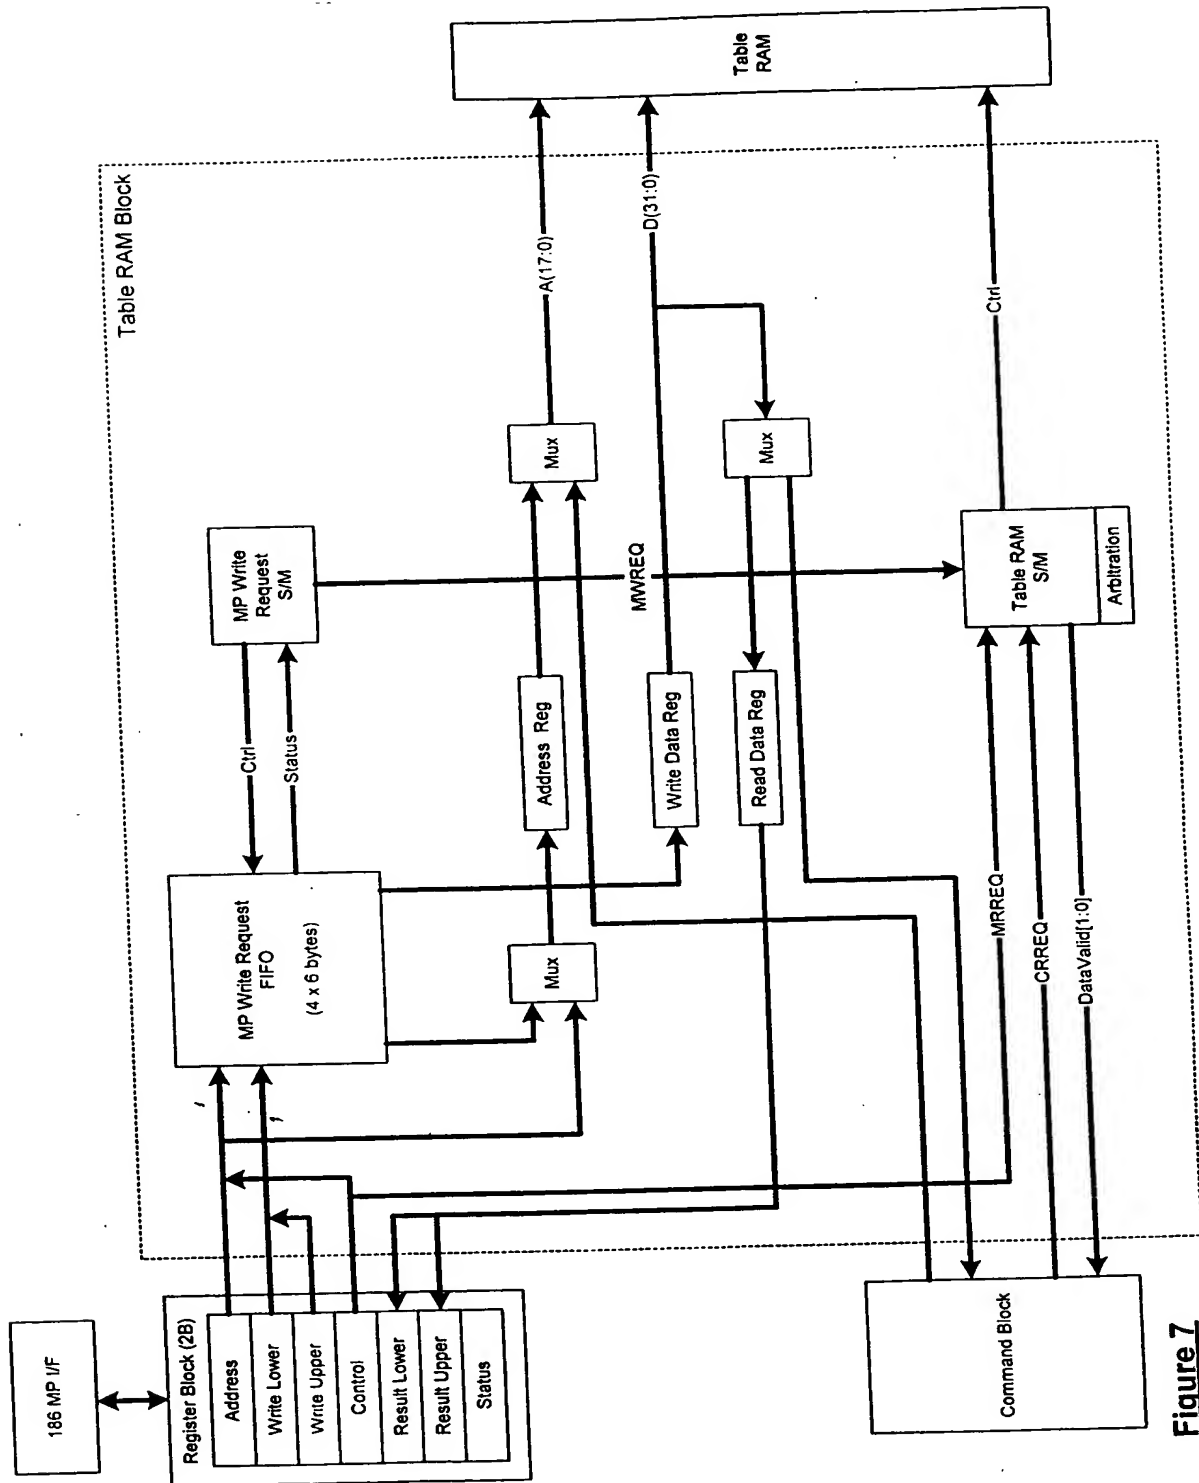 Table RAM Block
Table
RAM
A(17:0)
D(31:0)
Ctrl
Mux
Mux
MP Write
Request
S/M
MWREQ
Table RAM
S/M
Arbitration
Ctrl
Status
Address Reg
Write Data Reg
Read Data Reg
MP Write Request
FIFO
(4 x 6 bytes)
Mux
MRREQ
CRREQ
DataValid[1:0]
186 MP I/F
Register Block (2B)
Address
Write Lower
Write Upper
Control
Result Lower
Result Upper
Status
Command Block
Figure 7